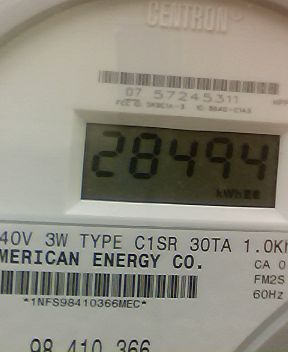 CENTRON®
07 57245311
28494
kWh
40V 3W TYPE C1SR 30TA 1.0Kh
MERICAN ENERGY CO.
CA 0
FM2S
*1NFS98410366MEC*
60Hz
98 410 366